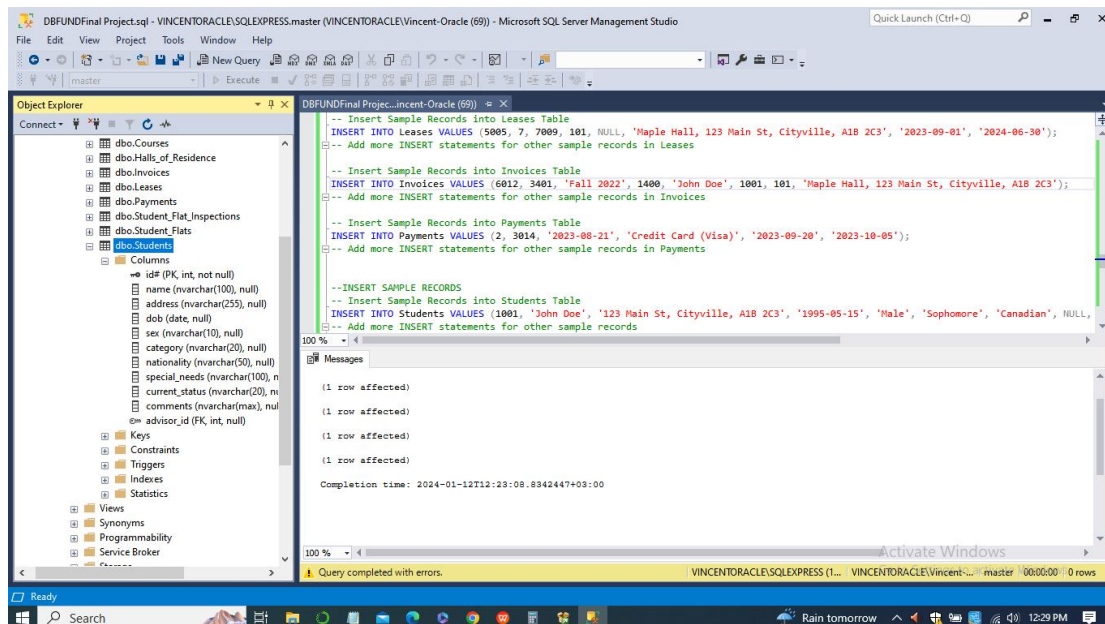 DBFUNDFinal Project.sql - VINCENTORACLE\SQLEXPRESS.master (VINCENTORACLE\Vincent-Oracle (69)) - Microsoft SQL Server Management Studio
Quick Launch (Ctrl+Q)
File Edit View Project Tools Window Help
New Query
master
Execute
Object Explorer
Connect
dbo.Courses
dbo.Halls_of_Residence
dbo.Invoices
dbo.Leases
dbo.Payments
dbo.Student_Flat_Inspections
dbo.Student_Flats
dbo.Students
Columns
id# (PK, int, not null)
name (nvarchar(100), null)
address (nvarchar(255), null)
dob (date, null)
sex (nvarchar(10), null)
category (nvarchar(20), null)
nationality (nvarchar(50), null)
special_needs (nvarchar(100), n
current_status (nvarchar(20), nu
comments (nvarchar(max), nul
advisor_id (FK, int, null)
Keys
Constraints
Triggers
Indexes
Statistics
Views
Synonyms
Programmability
Service Broker
DBFUNDFinal Projec...incent-Oracle (69))
-- Insert Sample Records into Leases Table
INSERT INTO Leases VALUES (5005, 7, 7009, 101, NULL, 'Maple Hall, 123 Main St, Cityville, A1B 2C3', '2023-09-01', '2024-06-30');
-- Add more INSERT statements for other sample records in Leases
-- Insert Sample Records into Invoices Table
INSERT INTO Invoices VALUES (6012, 3401, 'Fall 2022', 1400, 'John Doe', 1001, 101, 'Maple Hall, 123 Main St, Cityville, A1B 2C3');
-- Add more INSERT statements for other sample records in Invoices
-- Insert Sample Records into Payments Table
INSERT INTO Payments VALUES (2, 3014, '2023-08-21', 'Credit Card (Visa)', '2023-09-20', '2023-10-05');
-- Add more INSERT statements for other sample records in Payments
--INSERT SAMPLE RECORDS
-- Insert Sample Records into Students Table
INSERT INTO Students VALUES (1001, 'John Doe', '123 Main St, Cityville, A1B 2C3', '1995-05-15', 'Male', 'Sophomore', 'Canadian', NULL,
-- Add more INSERT statements for other sample records
100 %
Messages
(1 row affected)
(1 row affected)
(1 row affected)
(1 row affected)
Completion time: 2024-01-12T12:23:08.8342447+03:00
100 %
Activate Windows
Query completed with errors.
VINCENTORACLE\SQLEXPRESS (1... VINCENTORACLE\Vincent-... master 00:00:00 0 rows
Ready
Search
Rain tomorrow
12:29 PM